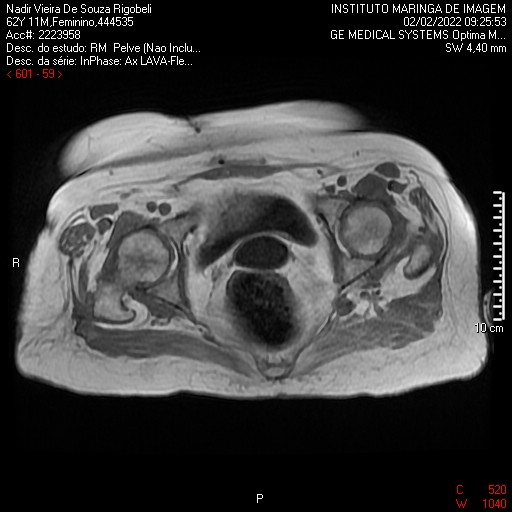 Nadir Vieira De Souza Rigobeli
62Y 11M,Feminino,444535
Acc#: 2223958
Desc. do estudo: RM Pelve (Nao Inclu...
Desc. da série: InPhase: Ax LAVA-Fle...
< 601 - 59 >
INSTITUTO MARINGA DE IMAGEM
02/02/2022 09:25:53
GE MEDICAL SYSTEMS Optima M...
SW 4,40 mm
R
10 cm
P
C 520
W 1040